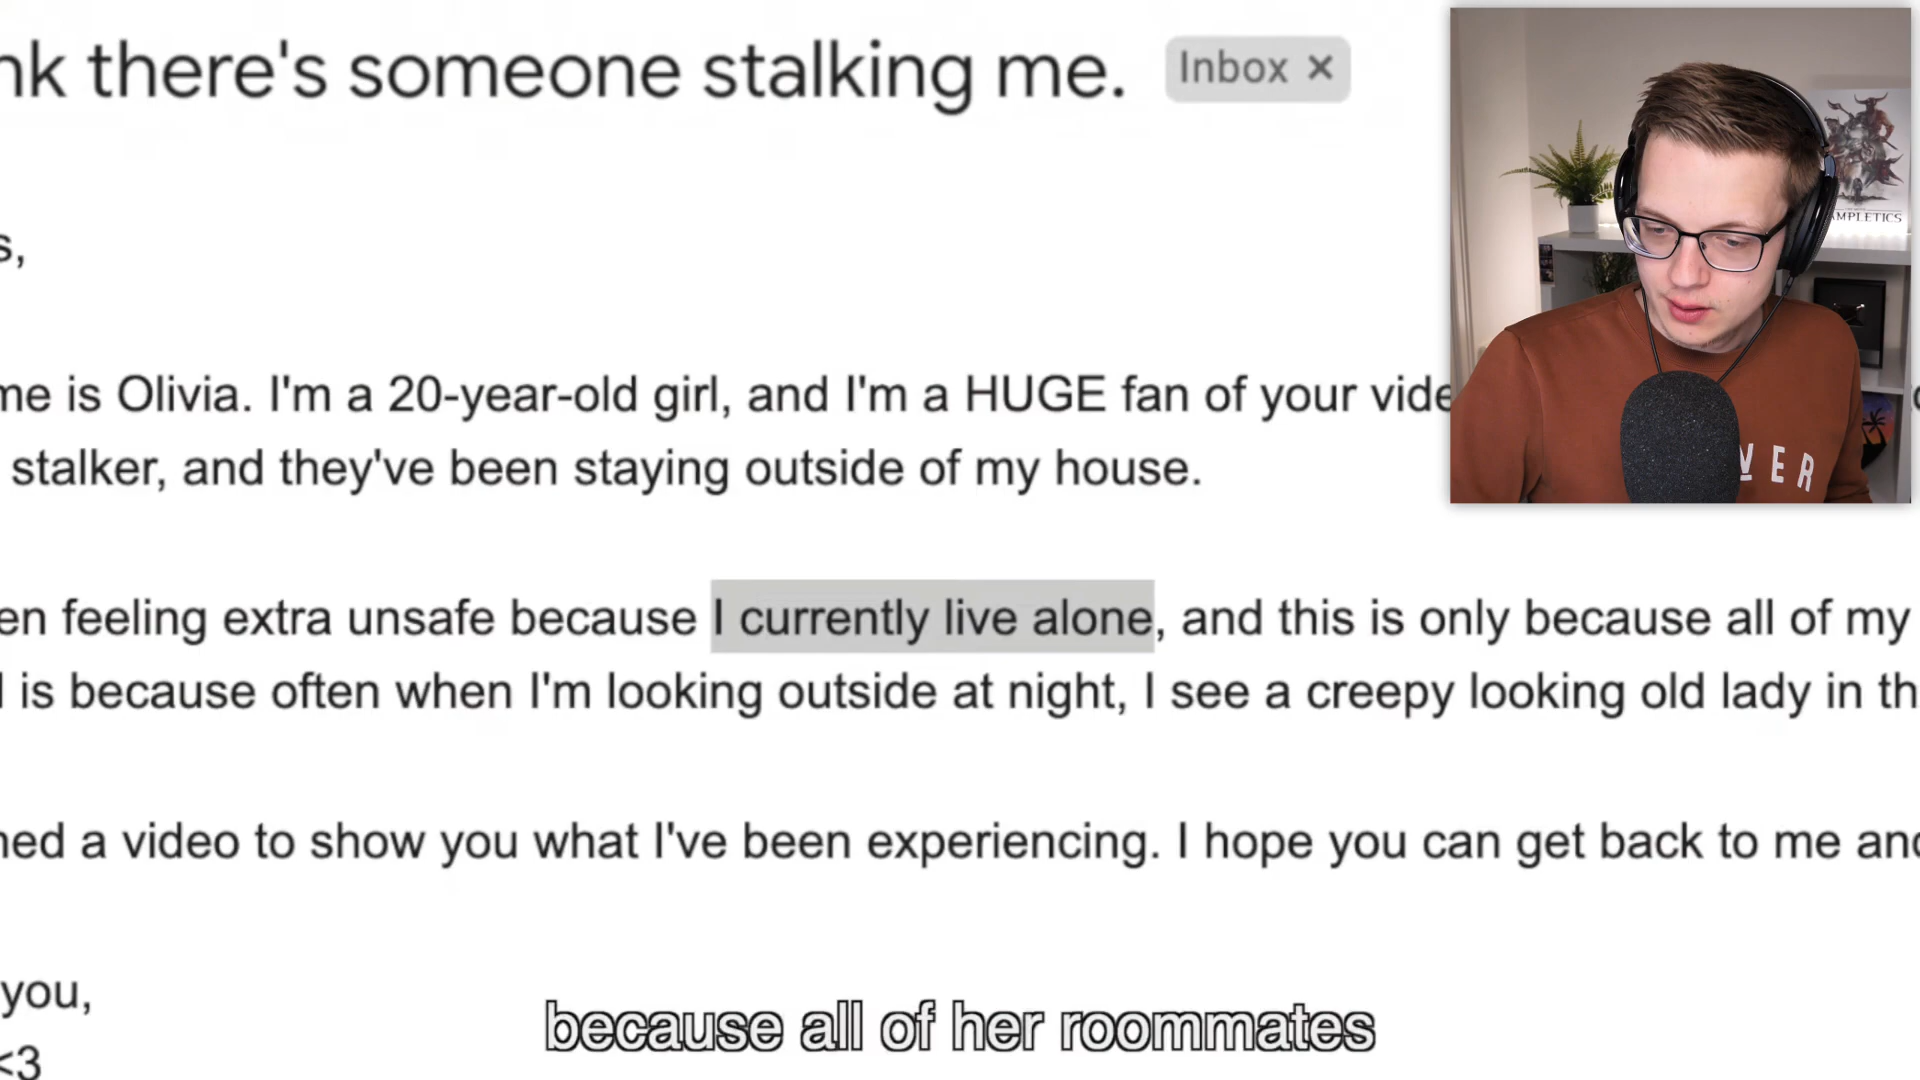 nk there's someone stalking me. Inbox ×
AMPLETICS
s,
me is Olivia. I'm a 20-year-old girl, and I'm a HUGE fan of your vide
stalker, and they've been staying outside of my house.
VER
en feeling extra unsafe because I currently live alone, and this is only because all of my
is because often when I'm looking outside at night, I see a creepy looking old lady in th
ned a video to show you what I've been experiencing. I hope you can get back to me and
you,
because all of her roommates
<3